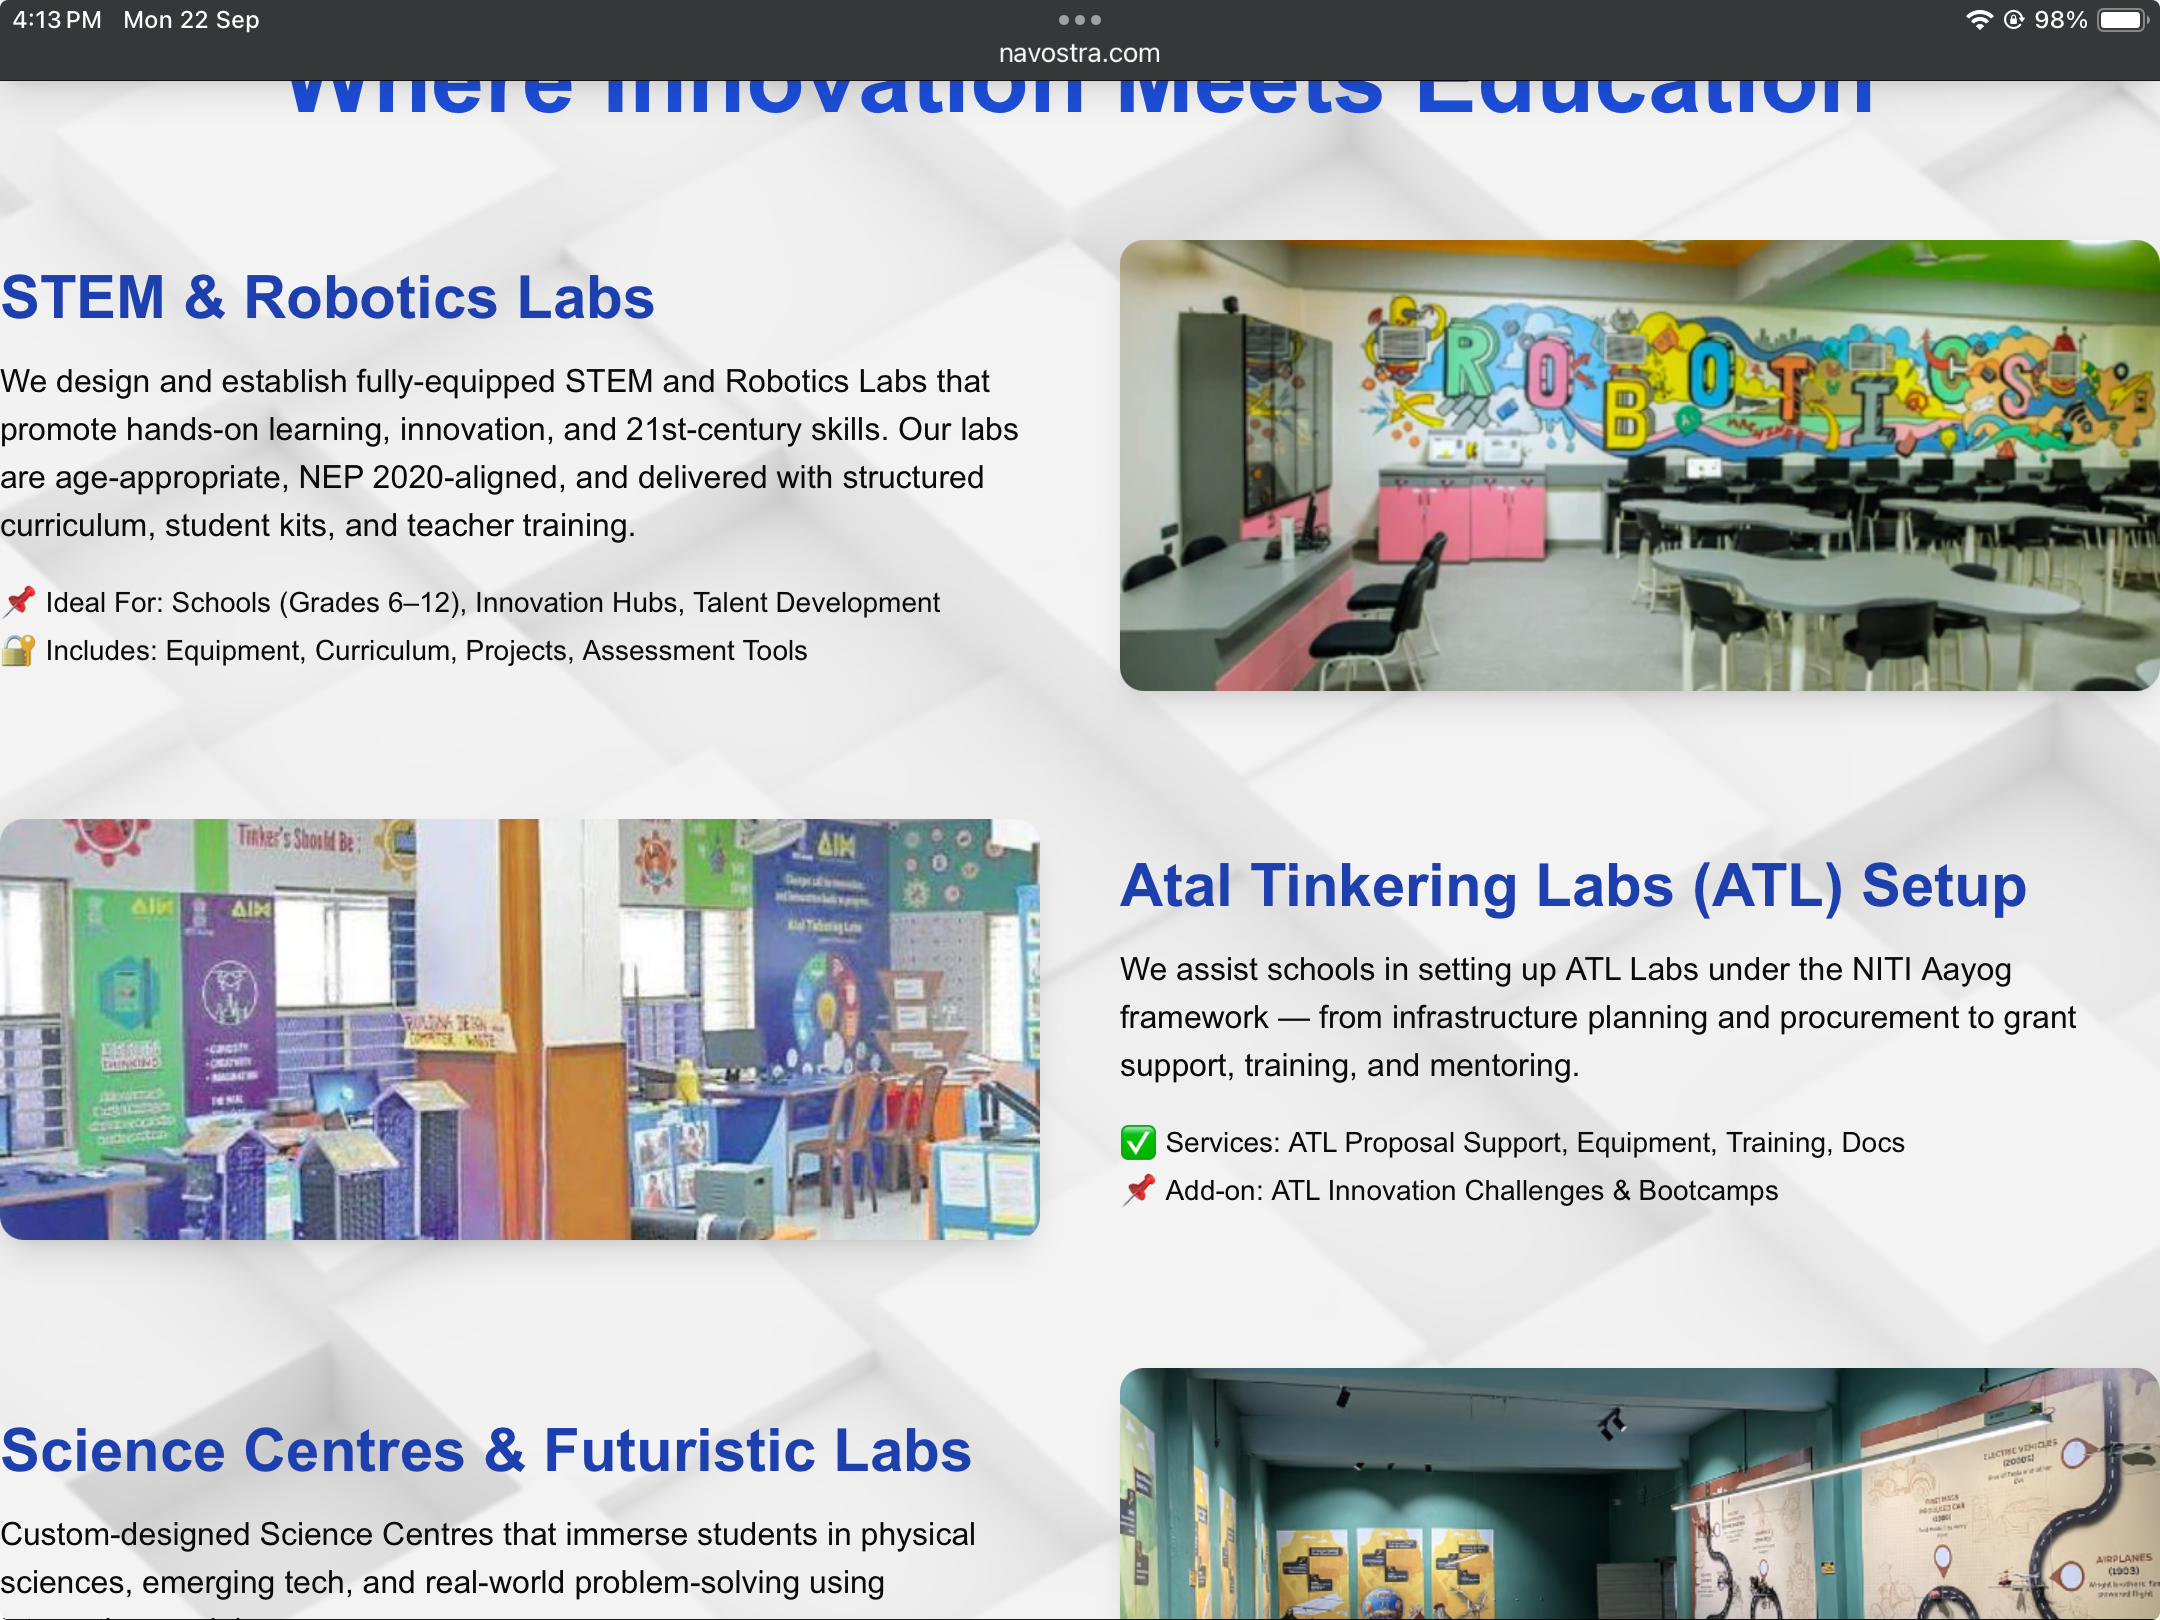 4:13 PM Mon 22 Sep
98%
navostra.com
Where Innovation Meets Education
STEM & Robotics Labs
We design and establish fully-equipped STEM and Robotics Labs that
promote hands-on learning, innovation, and 21st-century skills. Our labs
are age-appropriate, NEP 2020-aligned, and delivered with structured
curriculum, student kits, and teacher training.
📌 Ideal For: Schools (Grades 6–12), Innovation Hubs, Talent Development
🔐 Includes: Equipment, Curriculum, Projects, Assessment Tools
ROBOTICS
Tinker's Should Be :
AIM
AIM
AIM
Atal Tinkering Labs
THINKING
Atal Tinkering Labs (ATL) Setup
We assist schools in setting up ATL Labs under the NITI Aayog
framework — from infrastructure planning and procurement to grant
support, training, and mentoring.
✅ Services: ATL Proposal Support, Equipment, Training, Docs
📌 Add-on: ATL Innovation Challenges & Bootcamps
Science Centres & Futuristic Labs
Custom-designed Science Centres that immerse students in physical
sciences, emerging tech, and real-world problem-solving using
ELECTRIC VEHICLES
(2000S)
AIRPLANES
(1903)